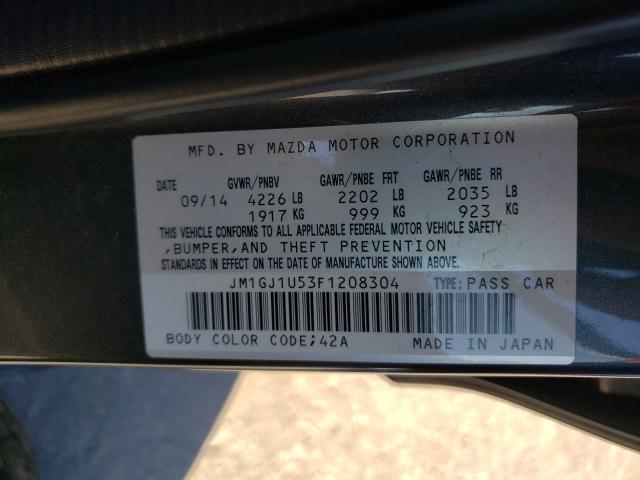 MFD. BY MAZDA MOTOR CORPORATION
DATE GVWR/PNBV GAWR/PNBE FRT GAWR/PNBE RR
09/14 4226 LB 2202 LB 2035 LB
1917 KG 999 KG 923 KG
THIS VEHICLE CONFORMS TO ALL APPLICABLE FEDERAL MOTOR VEHICLE SAFETY
,BUMPER,AND THEFT PREVENTION
STANDARDS IN EFFECT ON THE DATE OF MANUFACTURE SHOWN ABOVE.
JM1GJ1U53F1208304 TYPE: PASS CAR
BODY COLOR CODE;42A MADE IN JAPAN